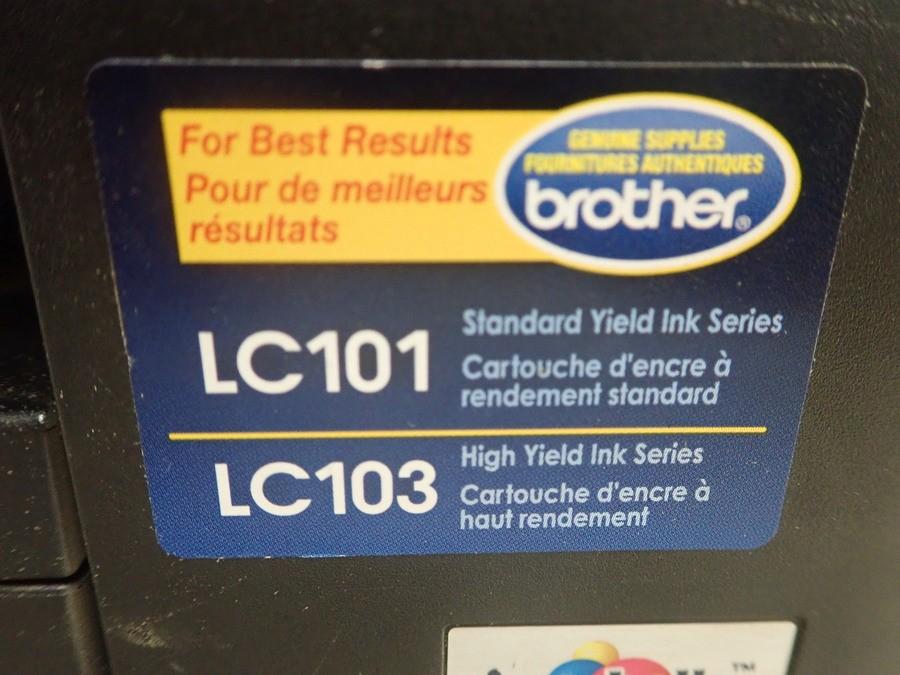 For Best Results
Pour de meilleurs
résultats
GENUINE SUPPLIES
FOURNITURES AUTHENTIQUES
brother®
LC101
Standard Yield Ink Series
Cartouche d'encre à
rendement standard
LC103
High Yield Ink Series
Cartouche d'encre à
haut rendement
TM